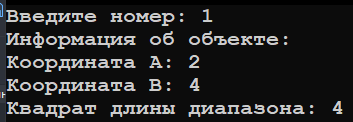 Введите номер: 1
Информация об объекте:
Координата A: 2
Координата B: 4
Квадрат длины диапазона: 4